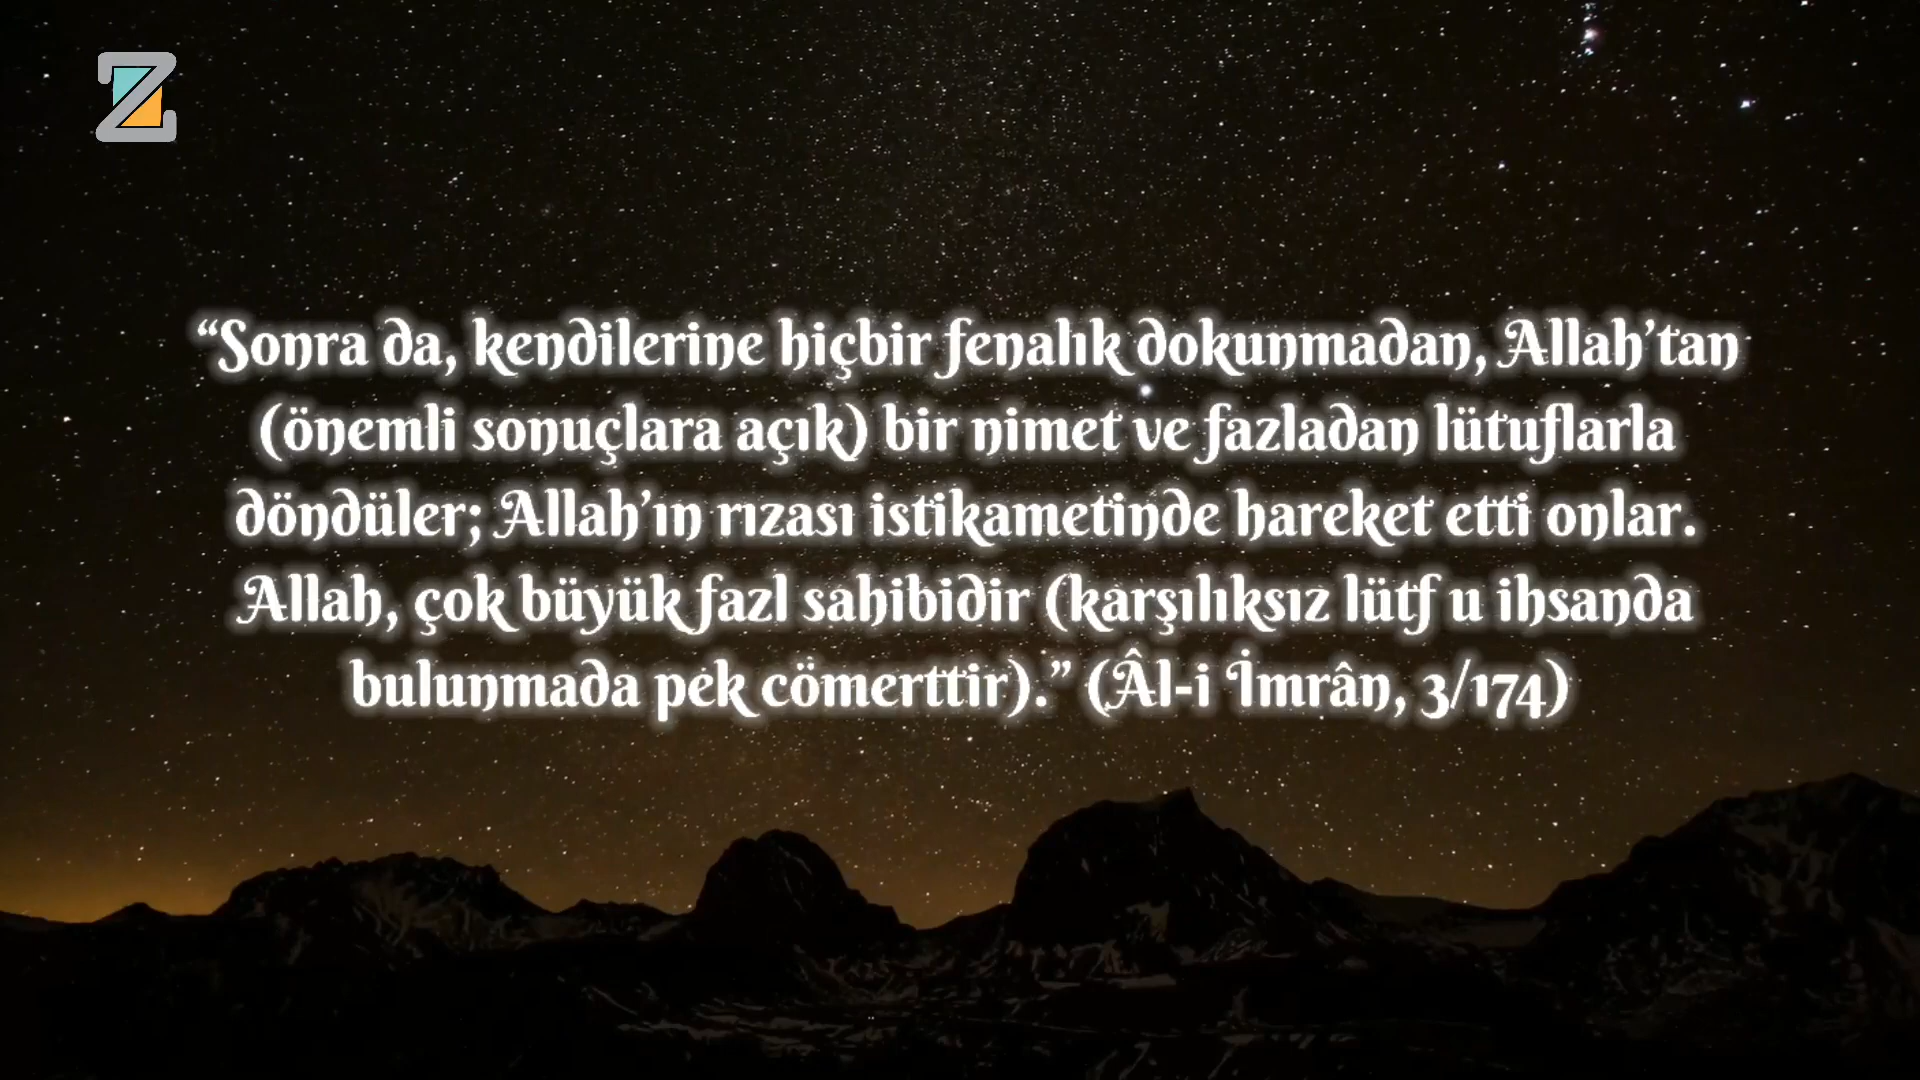 Z
“Sonra da, kendilerine hiçbir fenalık dokunmadan, Allah’tan
(önemli sonuçlara açık) bir nimet ve fazladan lütuflarla
döndüler; Allah’ın rızası istikametinde hareket etti onlar.
Allah, çok büyük fazl sahibidir (karşılıksız lütf u ihsanda
bulunmada pek cömerttir).” (Âl-i İmrân, 3/174)